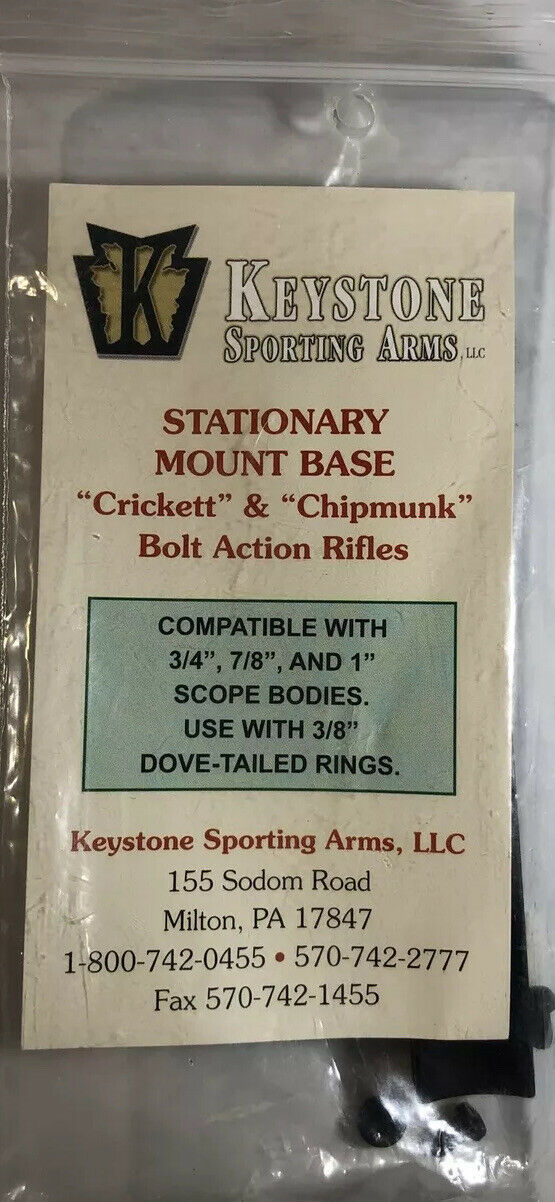 K
KEYSTONE
SPORTING ARMS, LLC
STATIONARY
MOUNT BASE
“Crickett” & “Chipmunk”
Bolt Action Rifles
COMPATIBLE WITH
3/4”, 7/8”, AND 1”
SCOPE BODIES.
USE WITH 3/8”
DOVE-TAILED RINGS.
Keystone Sporting Arms, LLC
155 Sodom Road
Milton, PA 17847
1-800-742-0455 • 570-742-2777
Fax 570-742-1455